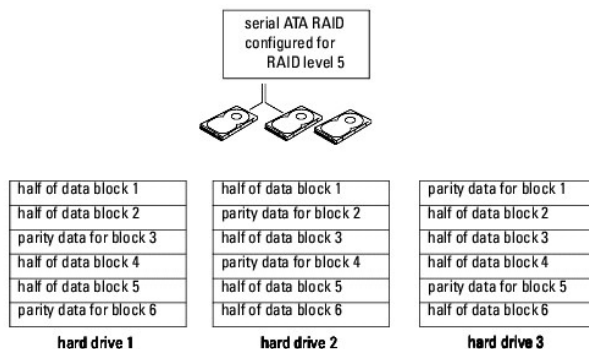 serial ATA RAID
configured for
RAID level 5
half of data block 1
half of data block 2
parity data for block 3
half of data block 4
half of data block 5
parity data for block 6
hard drive 1
half of data block 1
parity data for block 2
half of data block 3
parity data for block 4
half of data block 5
half of data block 6
hard drive 2
parity data for block 1
half of data block 2
half of data block 3
half of data block 4
parity data for block 5
half of data block 6
hard drive 3